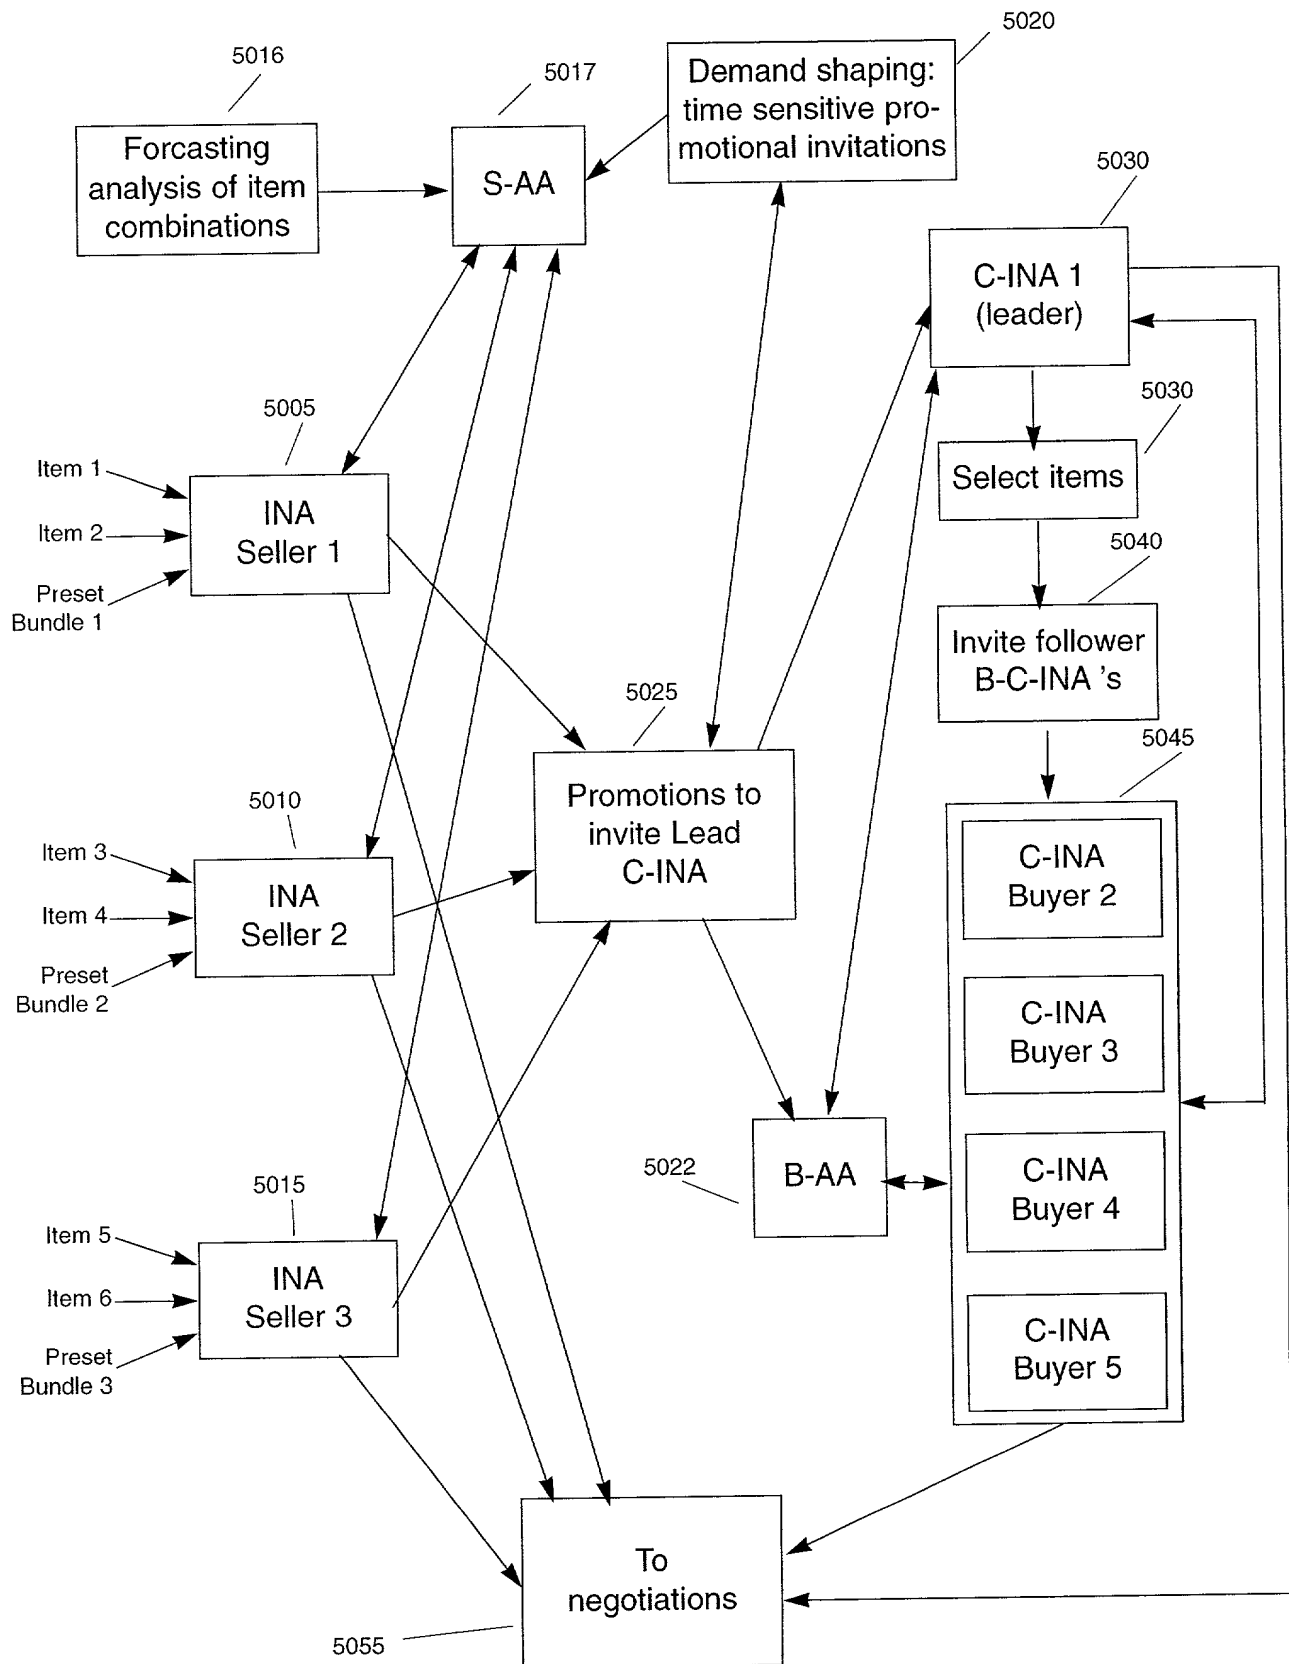 5016
5017
5020
Forcasting
analysis of item
combinations
S-AA
Demand shaping:
time sensitive pro-
motional invitations
5030
C-INA 1
(leader)
5030
Select items
5040
Invite follower
B-C-INA 's
5045
C-INA
Buyer 2
C-INA
Buyer 3
C-INA
Buyer 4
C-INA
Buyer 5
5005
Item 1
Item 2
Preset
Bundle 1
INA
Seller 1
5025
Promotions to
invite Lead
C-INA
5010
Item 3
Item 4
Preset
Bundle 2
INA
Seller 2
5022
B-AA
5015
Item 5
Item 6
Preset
Bundle 3
INA
Seller 3
To
negotiations
5055